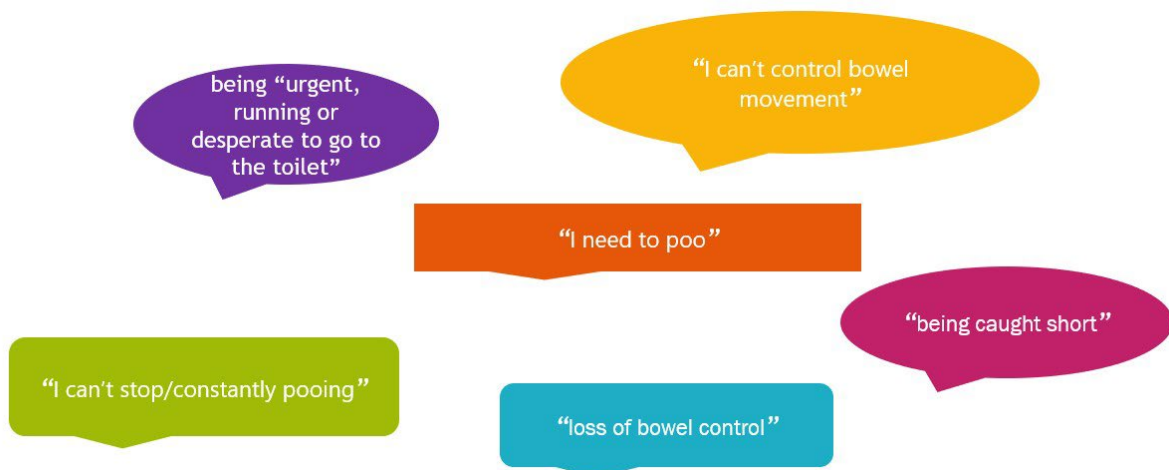 being “urgent,
running or
desperate to go to
the toilet”
“I can’t control bowel
movement”
“I need to poo”
“being caught short”
“I can’t stop/constantly pooing”
“loss of bowel control”